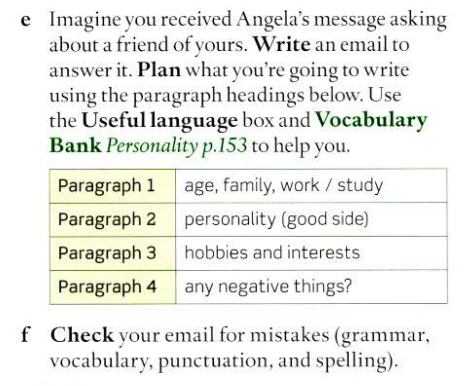 e Imagine you received Angela's message asking
about a friend of yours. Write an email to
answer it. Plan what you're going to write
using the paragraph headings below. Use
the Useful language box and Vocabulary
Bank Personality p.153 to help you.
Paragraph 1 age, family, work / study
Paragraph 2 personality (good side)
Paragraph 3 hobbies and interests
Paragraph 4 any negative things?
f Check your email for mistakes (grammar,
vocabulary, punctuation, and spelling).